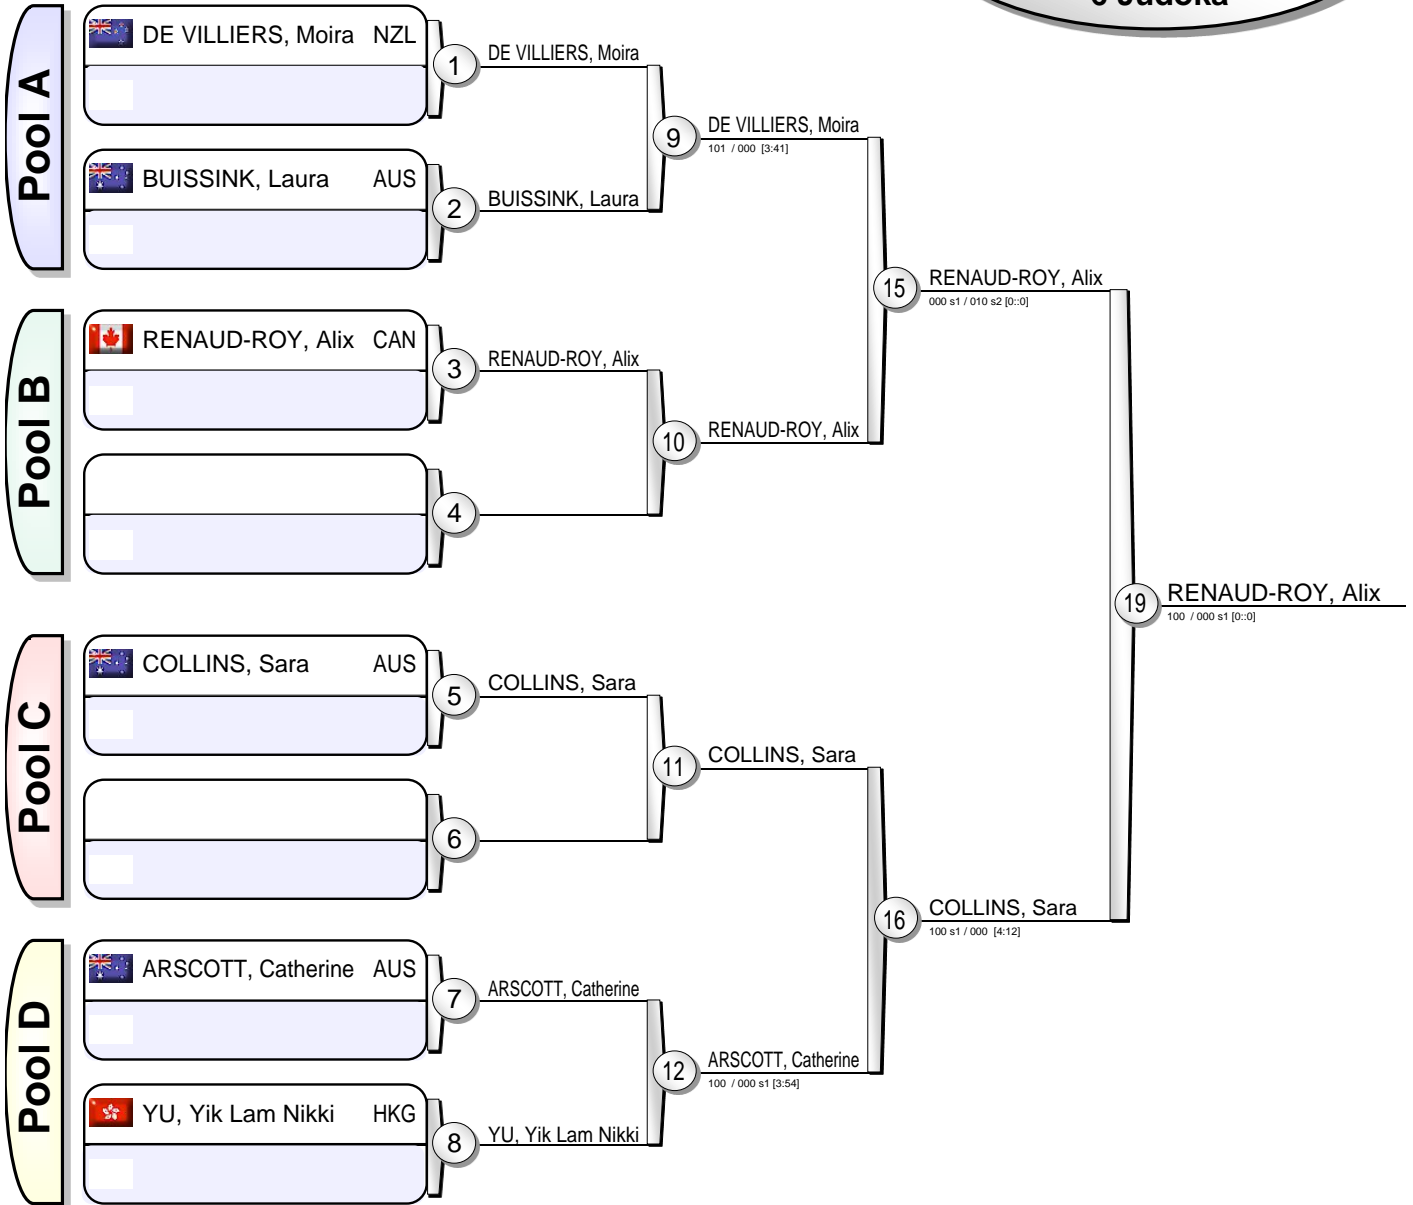 6 Judoka
Pool A
DE VILLIERS, Moira NZL
1
DE VILLIERS, Moira
BUISSINK, Laura AUS
2
BUISSINK, Laura
9
DE VILLIERS, Moira
101 / 000 [3:41]
Pool B
RENAUD-ROY, Alix CAN
3
RENAUD-ROY, Alix
4
10
RENAUD-ROY, Alix
15
RENAUD-ROY, Alix
000 s1 / 010 s2 [0::0]
Pool C
COLLINS, Sara AUS
5
COLLINS, Sara
6
11
COLLINS, Sara
Pool D
ARSCOTT, Catherine AUS
7
ARSCOTT, Catherine
YU, Yik Lam Nikki HKG
8
YU, Yik Lam Nikki
12
ARSCOTT, Catherine
100 / 000 s1 [3:54]
16
COLLINS, Sara
100 s1 / 000 [4:12]
19
RENAUD-ROY, Alix
100 / 000 s1 [0::0]